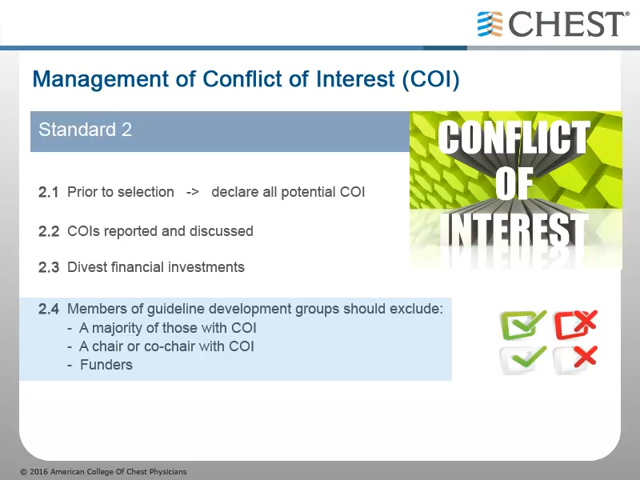 CHEST®
Management of Conflict of Interest (COI)
Standard 2
CONFLICT
OF
INTEREST
2.1 Prior to selection -> declare all potential COI
2.2 COIs reported and discussed
2.3 Divest financial investments
2.4 Members of guideline development groups should exclude:
- A majority of those with COI
- A chair or co-chair with COI
- Funders
© 2016 American College Of Chest Physicians